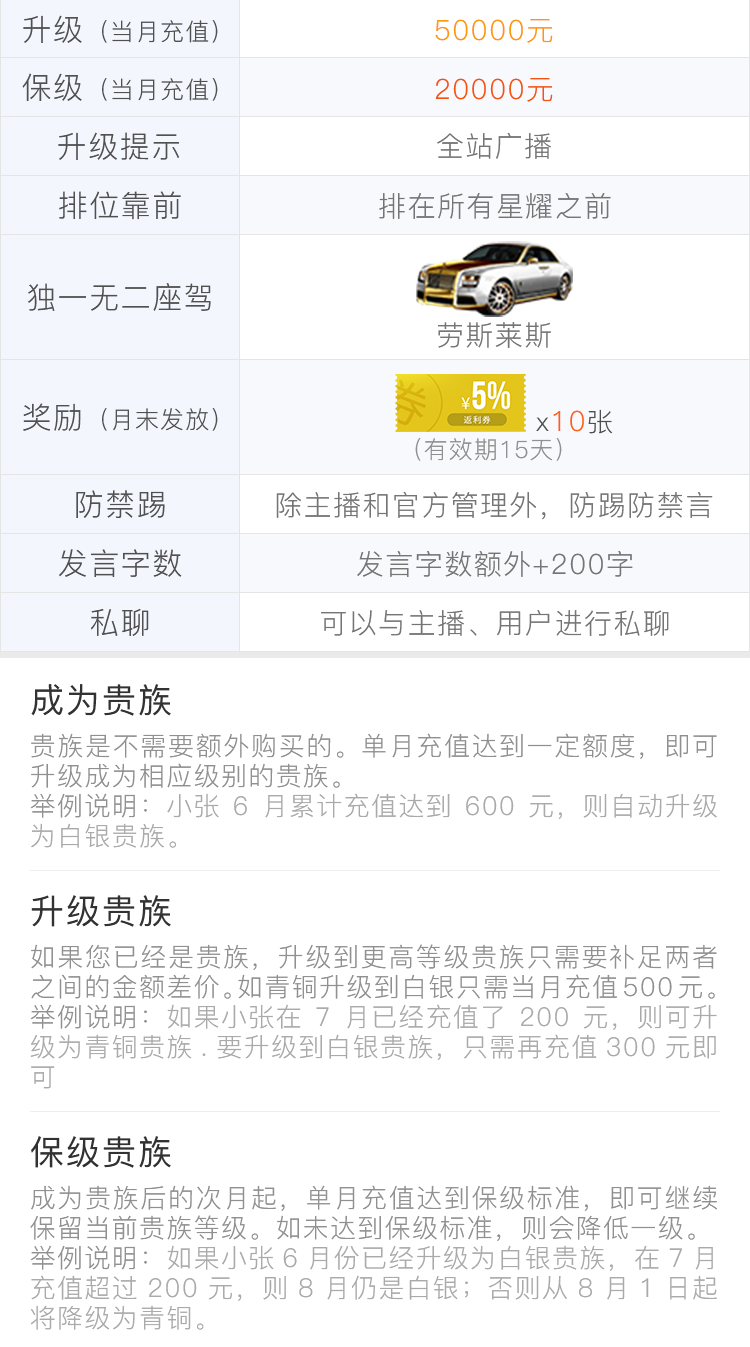 升级（当月充值） 50000元
保级（当月充值） 20000元
升级提示 全站广播
排位靠前 排在所有星耀之前
独一无二座驾
劳斯莱斯
奖励（月末发放） 券 ¥5% 返利券 x10张
（有效期15天）
防禁踢 除主播和官方管理外，防踢防禁言
发言字数 发言字数额外+200字
私聊 可以与主播、用户进行私聊
成为贵族
贵族是不需要额外购买的。单月充值达到一定额度，即可
升级成为相应级别的贵族。
举例说明：小张 6 月累计充值达到 600 元，则自动升级
为白银贵族。
升级贵族
如果您已经是贵族，升级到更高等级贵族只需要补足两者
之间的金额差价。如青铜升级到白银只需当月充值500元。
举例说明：如果小张在 7 月已经充值了 200 元，则可升
级为青铜贵族 . 要升级到白银贵族，只需再充值 300 元即
可
保级贵族
成为贵族后的次月起，单月充值达到保级标准，即可继续
保留当前贵族等级。如未达到保级标准，则会降低一级。
举例说明：如果小张 6 月份已经升级为白银贵族，在 7 月
充值超过 200 元，则 8 月仍是白银；否则从 8 月 1 日起
将降级为青铜。